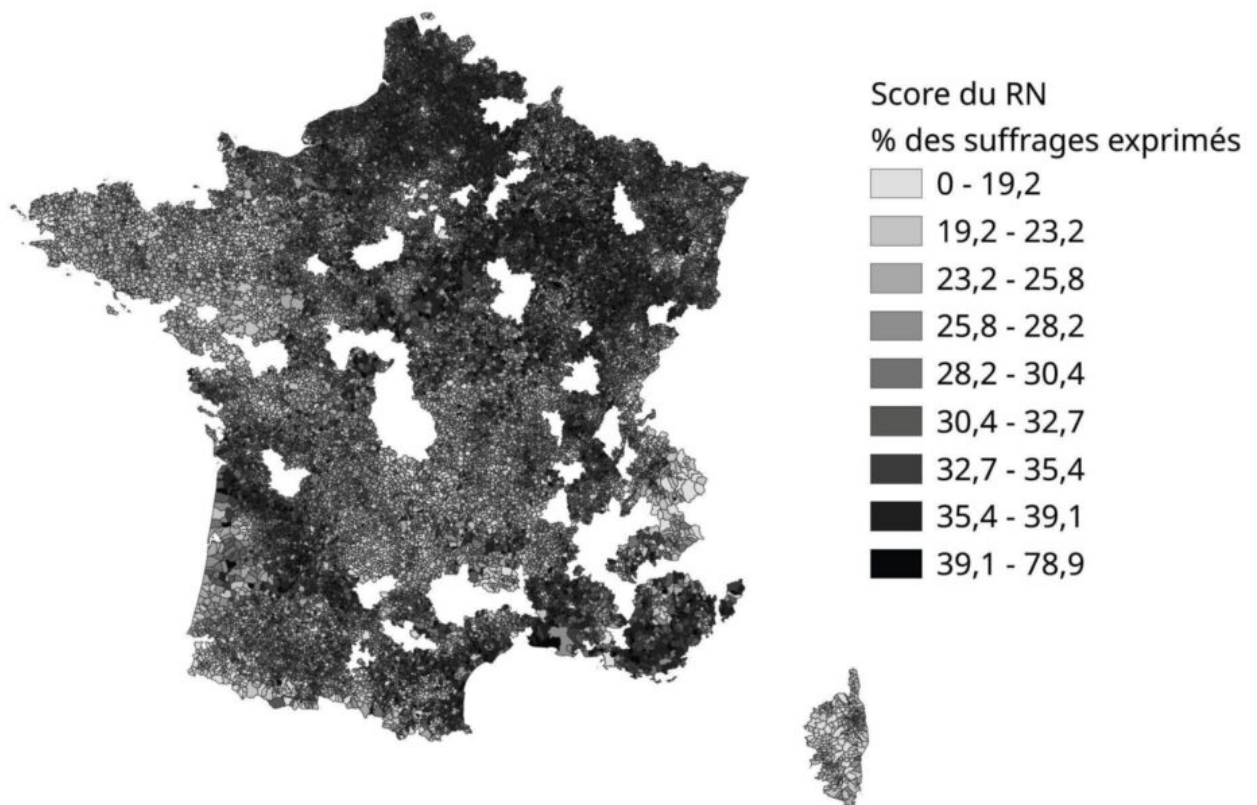 Score du RN
% des suffrages exprimés
0 - 19,2
19,2 - 23,2
23,2 - 25,8
25,8 - 28,2
28,2 - 30,4
30,4 - 32,7
32,7 - 35,4
35,4 - 39,1
39,1 - 78,9